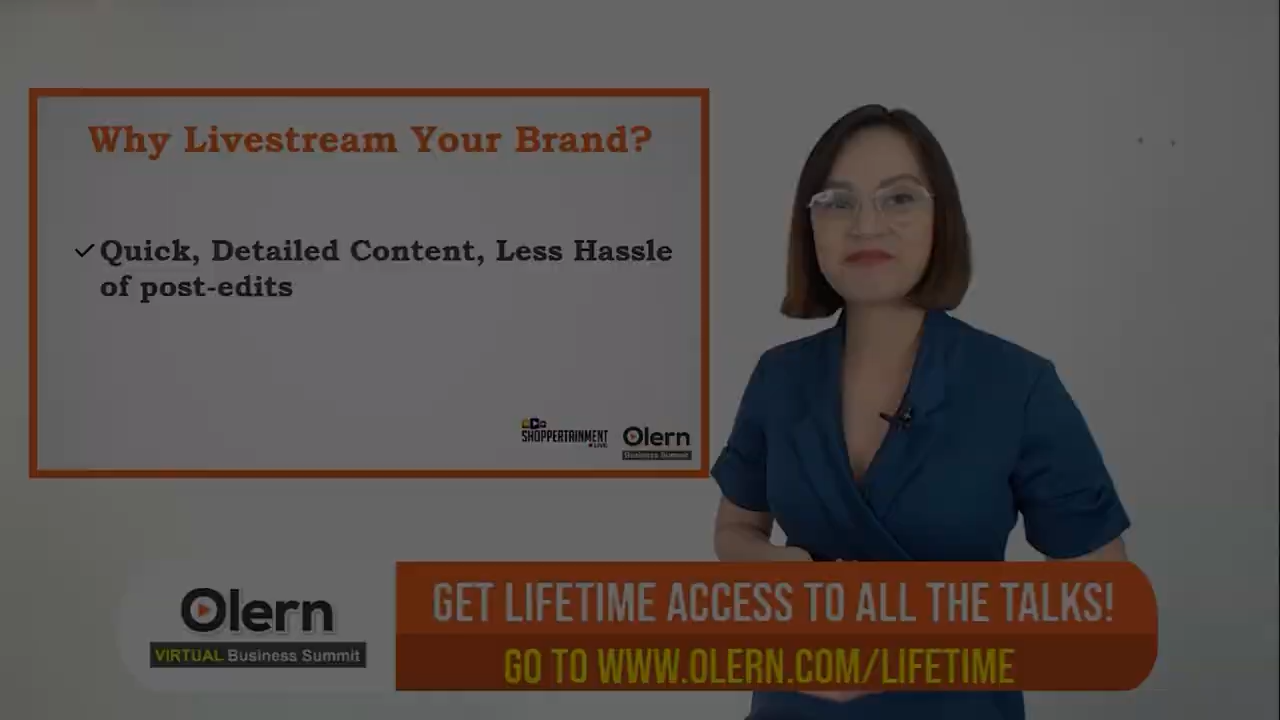 Why Livestream Your Brand?
✓ Quick, Detailed Content, Less Hassle
of post-edits
SHOPPERTAINMENT
LIVE
Olern
Business Summit
Olern
VIRTUAL Business Summit
GET LIFETIME ACCESS TO ALL THE TALKS!
GO TO WWW.OLERN.COM/LIFETIME